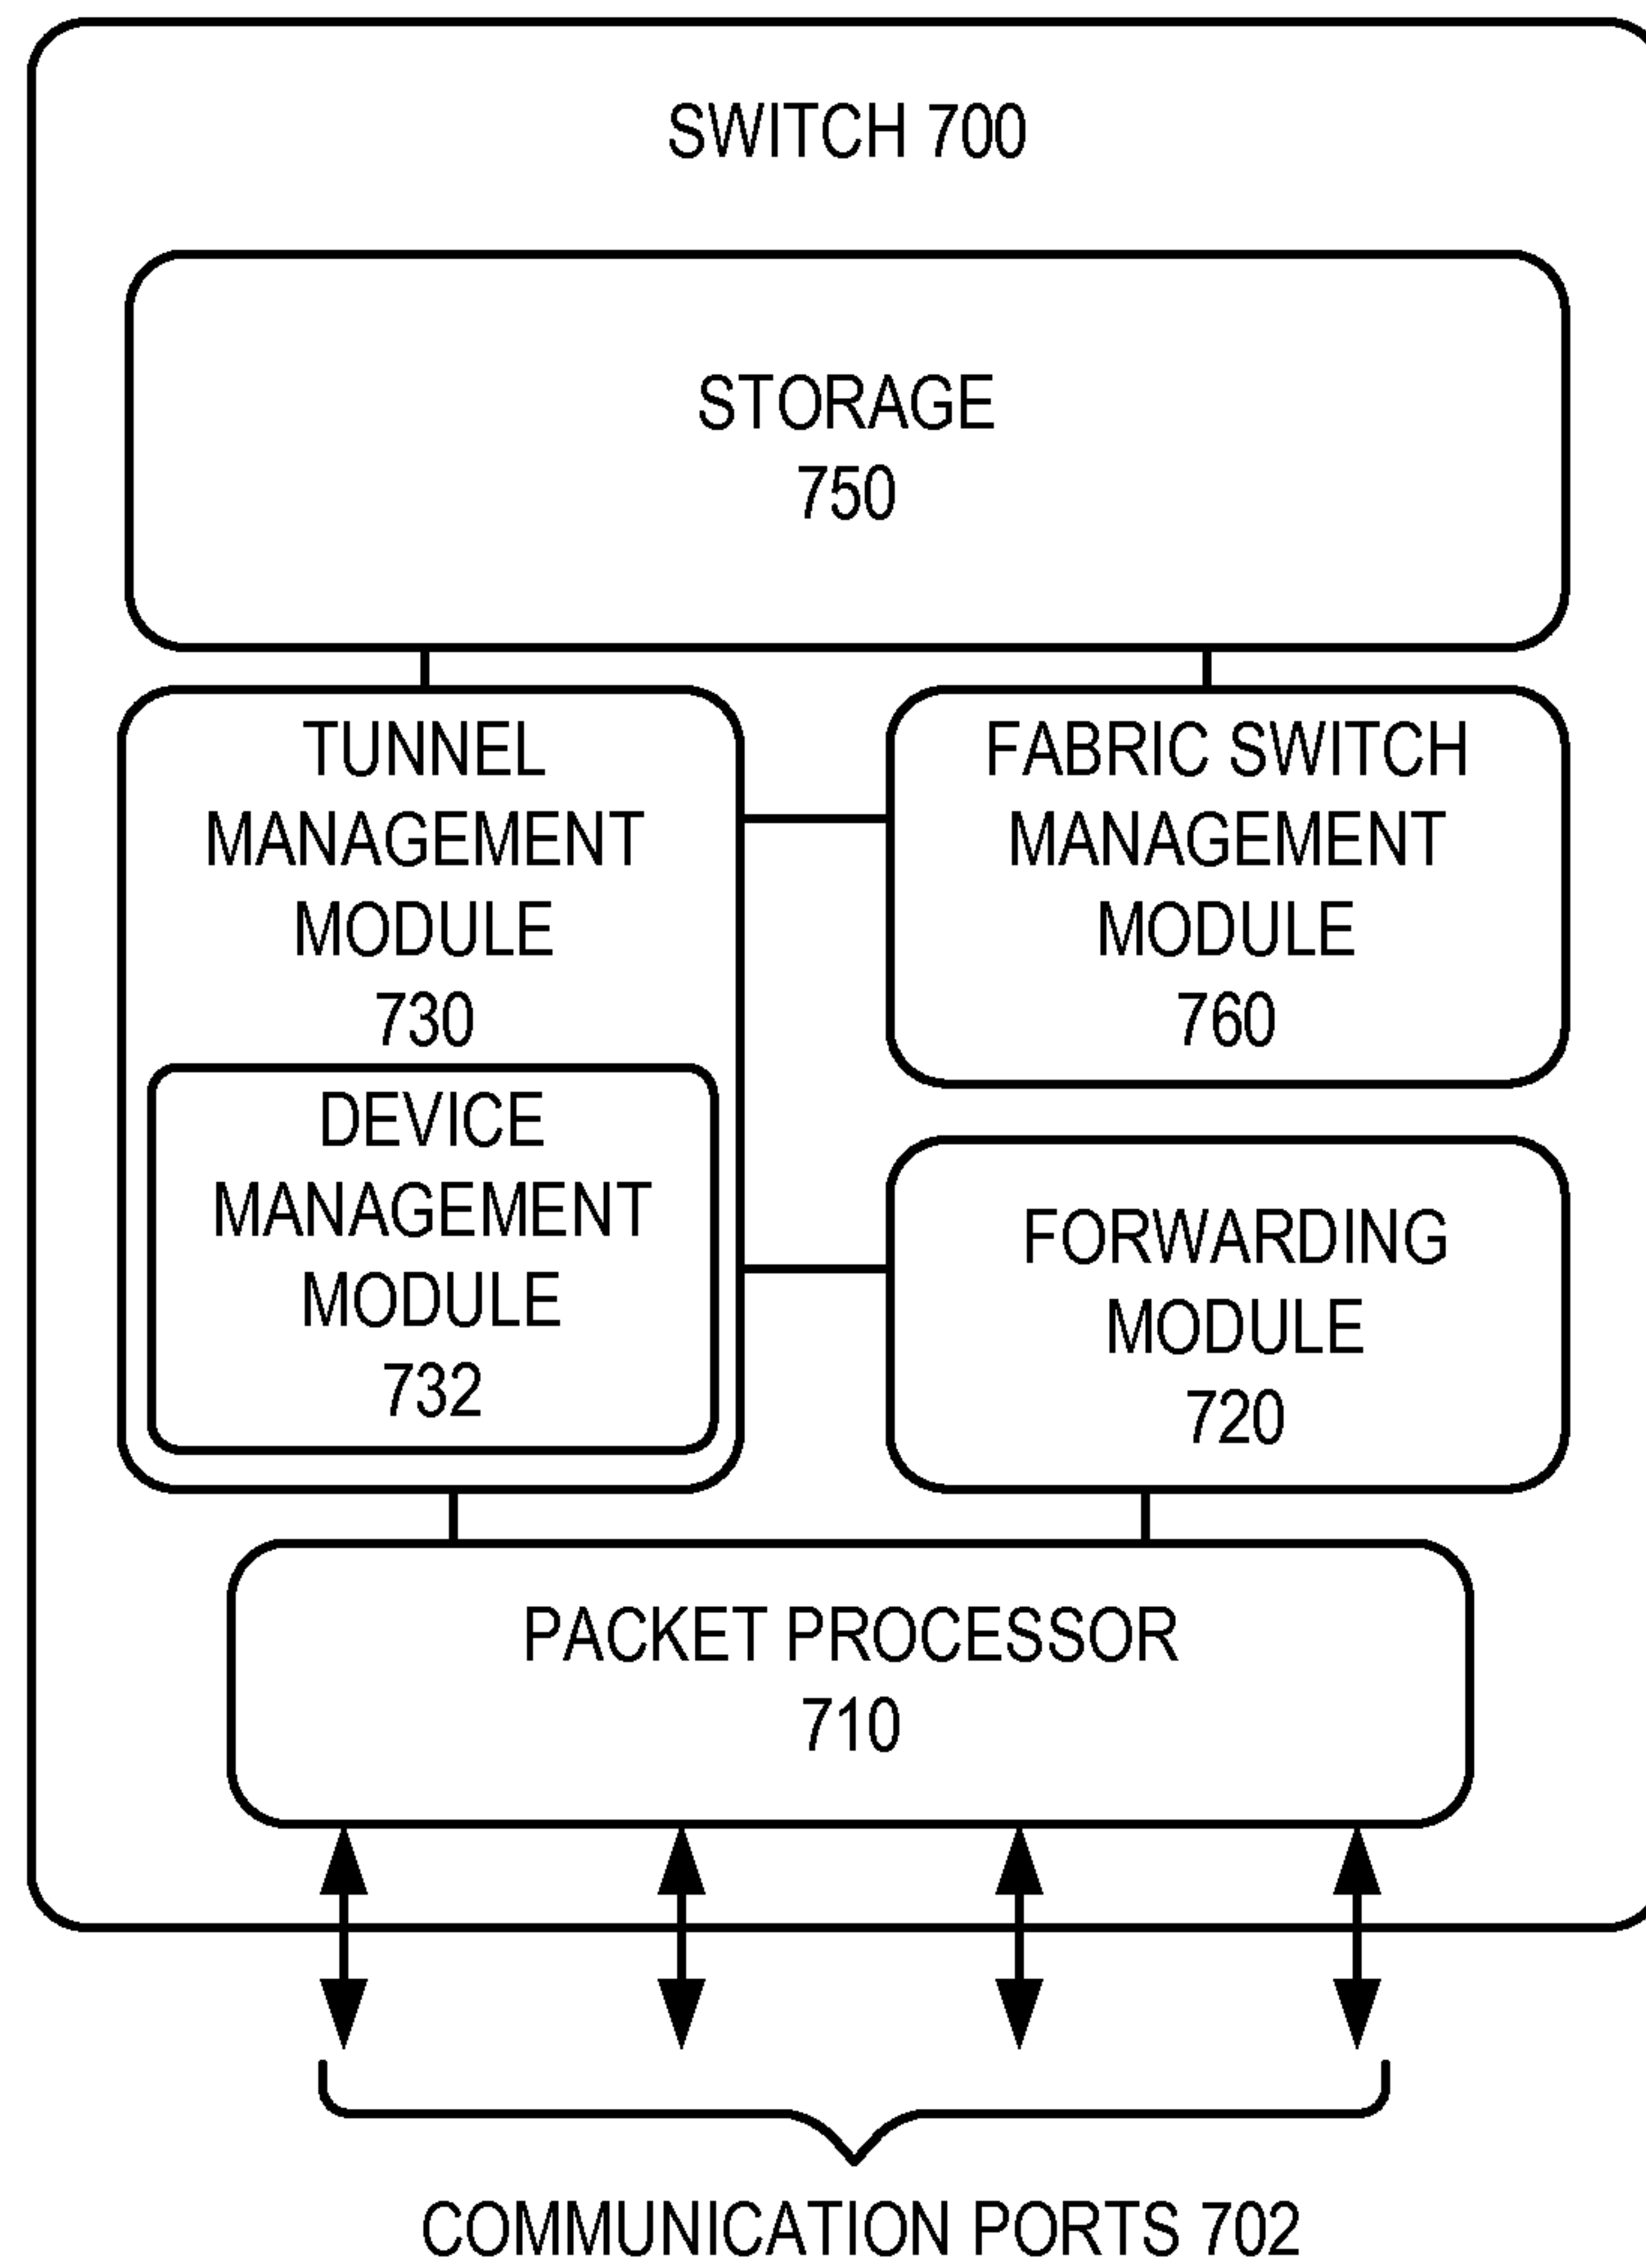 SWITCH 700
STORAGE
750
TUNNEL
MANAGEMENT
MODULE
730
DEVICE
MANAGEMENT
MODULE
732
FABRIC SWITCH
MANAGEMENT
MODULE
760
FORWARDING
MODULE
720
PACKET PROCESSOR
710
COMMUNICATION PORTS 702